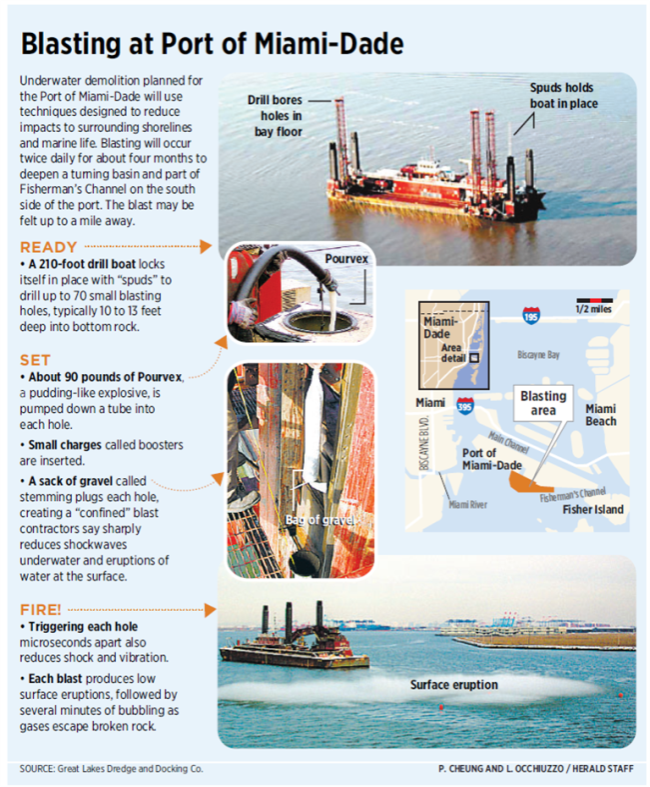 Blasting at Port of Miami-Dade
Underwater demolition planned for
the Port of Miami-Dade will use
techniques designed to reduce
impacts to surrounding shorelines
and marine life. Blasting will occur
twice daily for about four months to
deepen a turning basin and part of
Fisherman's Channel on the south
side of the port. The blast may be
felt up to a mile away.
READY
• A 210-foot drill boat locks
itself in place with “spuds” to
drill up to 70 small blasting
holes, typically 10 to 13 feet
deep into bottom rock.
SET
• About 90 pounds of Pourvex,
a pudding-like explosive, is
pumped down a tube into
each hole.
• Small charges called boosters
are inserted.
• A sack of gravel called
stemming plugs each hole,
creating a “confined” blast
contractors say sharply
reduces shockwaves
underwater and eruptions of
water at the surface.
FIRE!
• Triggering each hole
microseconds apart also
reduces shock and vibration.
• Each blast produces low
surface eruptions, followed by
several minutes of bubbling as
gases escape broken rock.
Drill bores
holes in
bay floor
Spuds holds
boat in place
Pourvex
Bag of gravel
Miami-
Dade
Area
detail
195
1/2 miles
Biscayne Bay
Miami
395
Blasting
area
Miami
Beach
BISCAYNE BLVD.
Main Channel
Port of
Miami-Dade
Miami River
Fisherman's Channel
Fisher Island
Surface eruption
SOURCE: Great Lakes Dredge and Docking Co.
P. CHEUNG AND L. OCCHIUZZO / HERALD STAFF